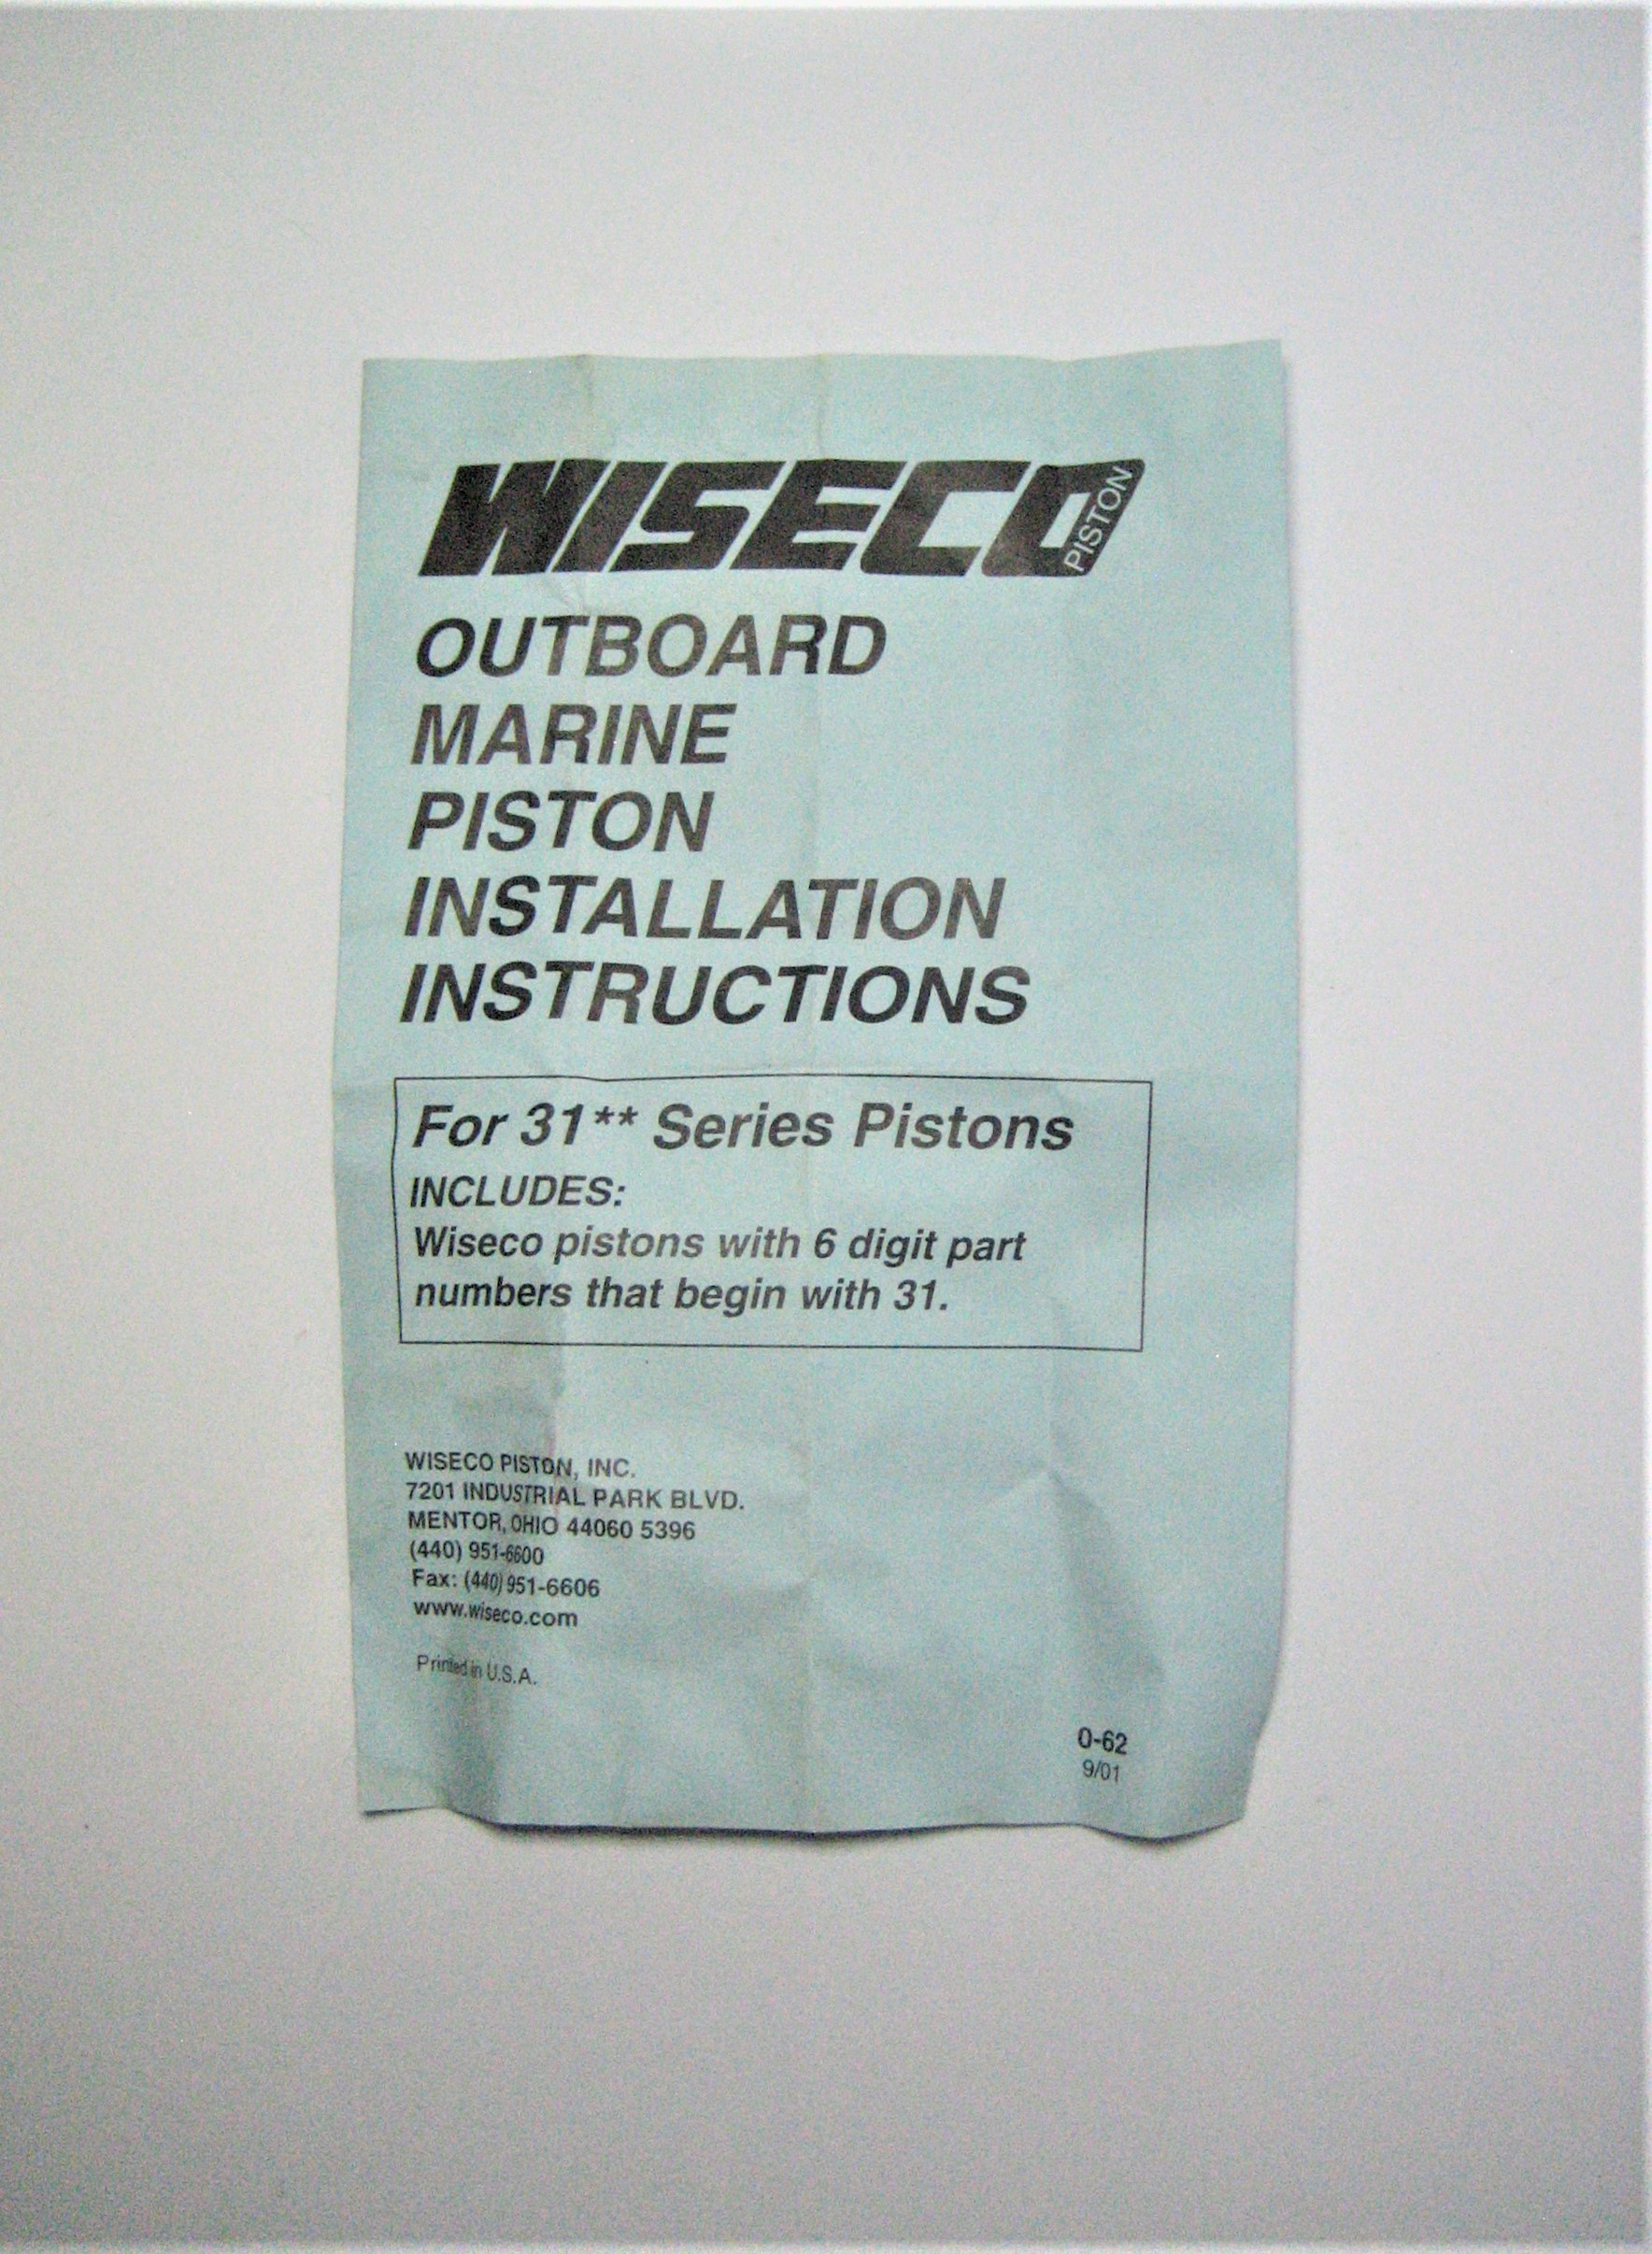 WISECO PISTON
OUTBOARD
MARINE
PISTON
INSTALLATION
INSTRUCTIONS
For 31** Series Pistons
INCLUDES:
Wiseco pistons with 6 digit part
numbers that begin with 31.
WISECO PISTON, INC.
7201 INDUSTRIAL PARK BLVD.
MENTOR, OHIO 44060 5396
(440) 951-6600
Fax: (440) 951-6606
www.wiseco.com
Printed in U.S.A.
0-62
9/01